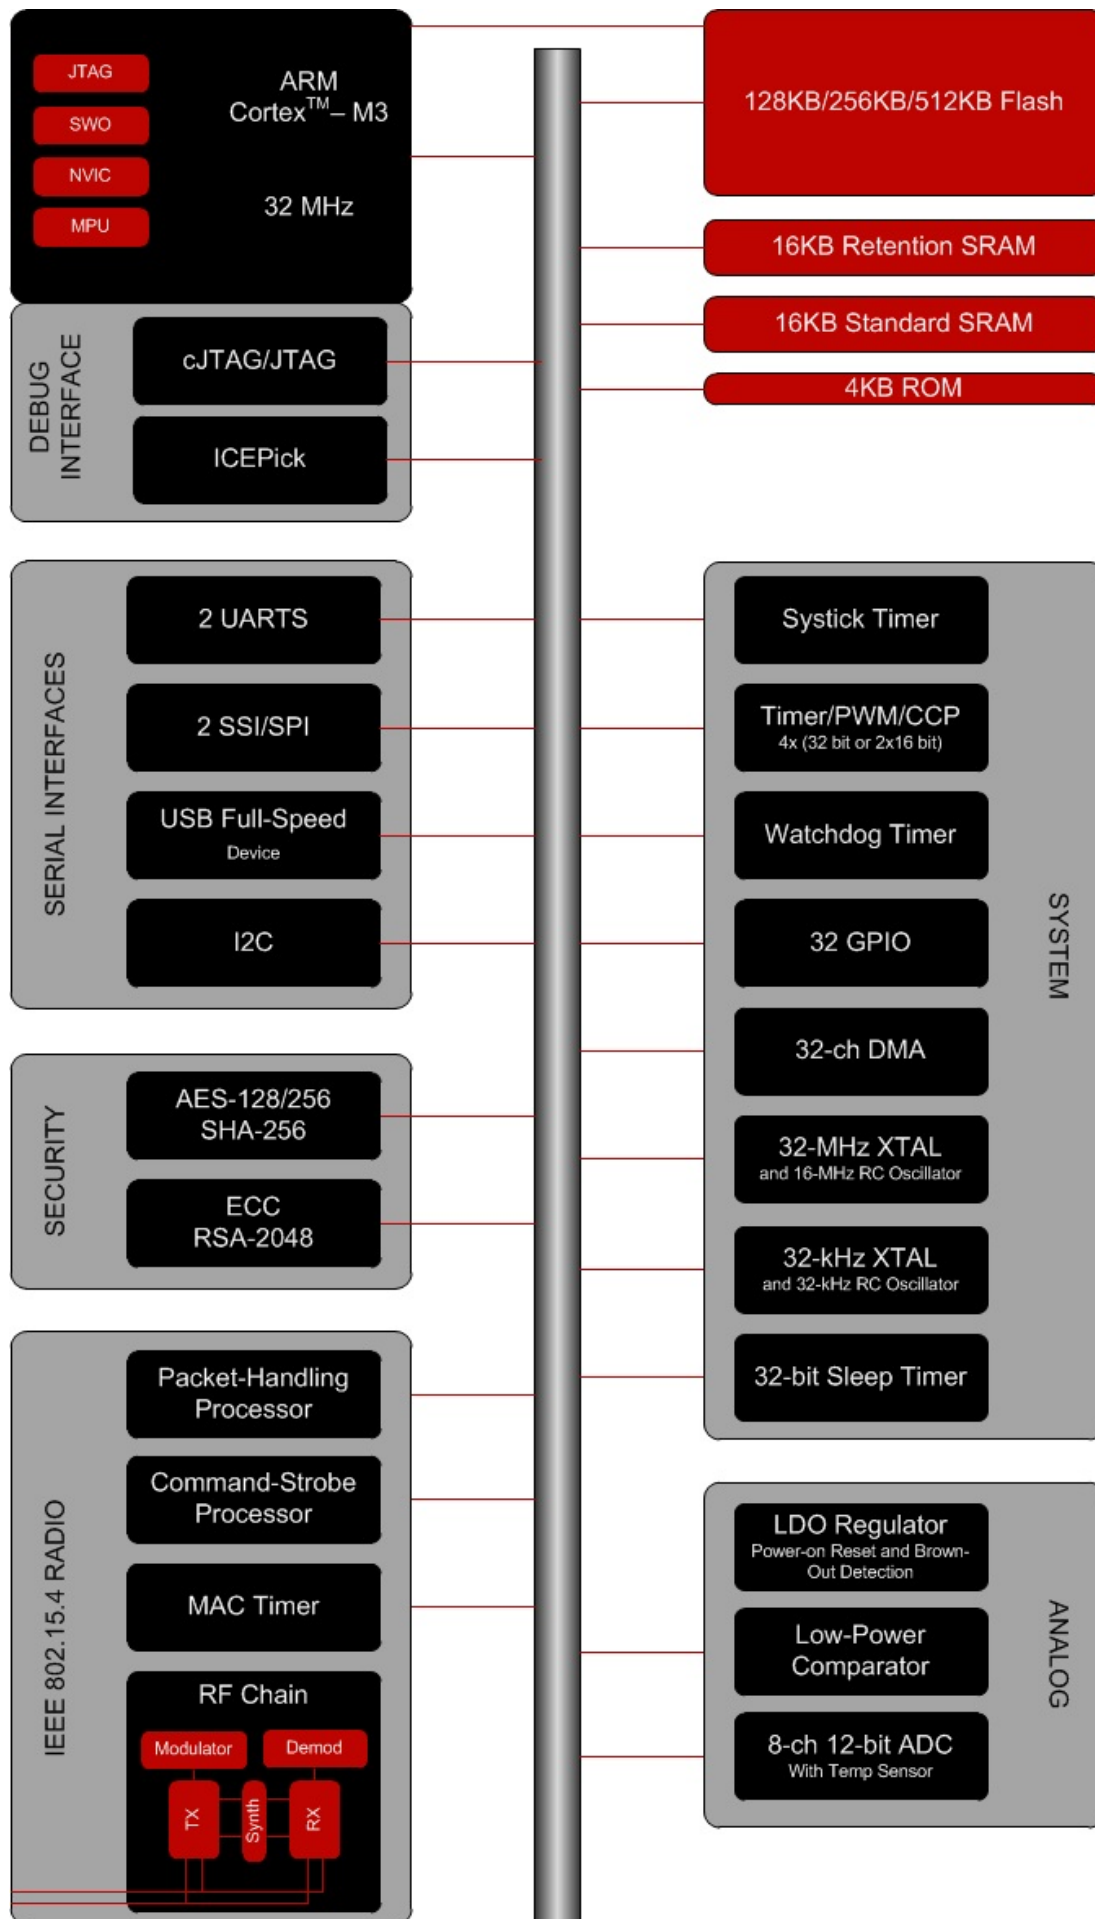 JTAG
SWO
NVIC
MPU
ARM
Cortex™– M3
32 MHz
128KB/256KB/512KB Flash
16KB Retention SRAM
16KB Standard SRAM
4KB ROM
DEBUG
INTERFACE
cJTAG/JTAG
ICEPick
SERIAL INTERFACES
2 UARTS
2 SSI/SPI
USB Full-Speed
Device
I2C
SECURITY
AES-128/256
SHA-256
ECC
RSA-2048
IEEE 802.15.4 RADIO
Packet-Handling
Processor
Command-Strobe
Processor
MAC Timer
RF Chain
Modulator
Demod
TX
Synth
RX
SYSTEM
Systick Timer
Timer/PWM/CCP
4x (32 bit or 2x16 bit)
Watchdog Timer
32 GPIO
32-ch DMA
32-MHz XTAL
and 16-MHz RC Oscillator
32-kHz XTAL
and 32-kHz RC Oscillator
32-bit Sleep Timer
ANALOG
LDO Regulator
Power-on Reset and Brown-
Out Detection
Low-Power
Comparator
8-ch 12-bit ADC
With Temp Sensor